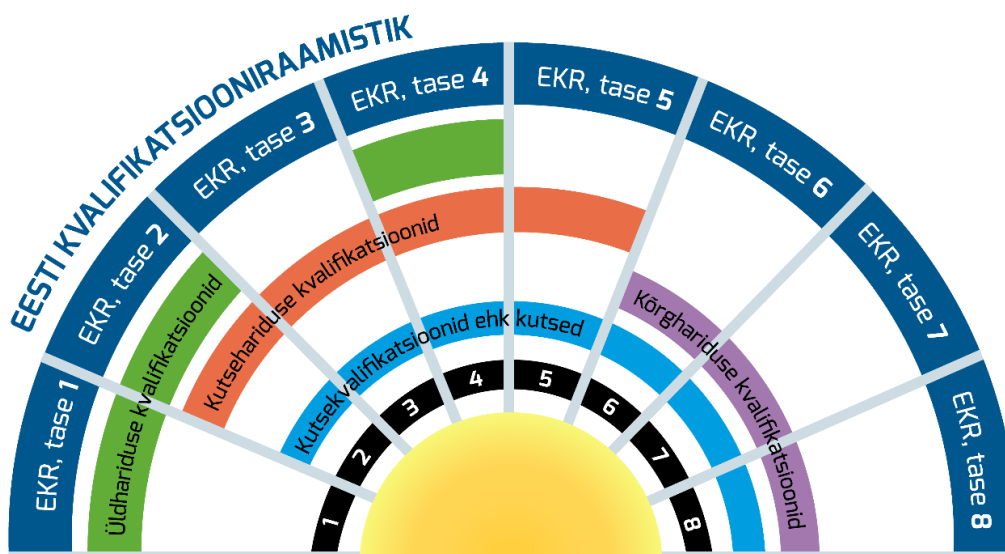 EESTI KVALIFIKATSIOONIRAAMISTIK
EKR, tase 1
EKR, tase 2
EKR, tase 3
EKR, tase 4
EKR, tase 5
EKR, tase 6
EKR, tase 7
EKR, tase 8
Üldhariduse kvalifikatsioonid
Kutsehariduse kvalifikatsioonid
Kutsekvalifikatsioonid ehk kutsed
Kõrghariduse kvalifikatsioonid
1
2
3
4
5
6
7
8